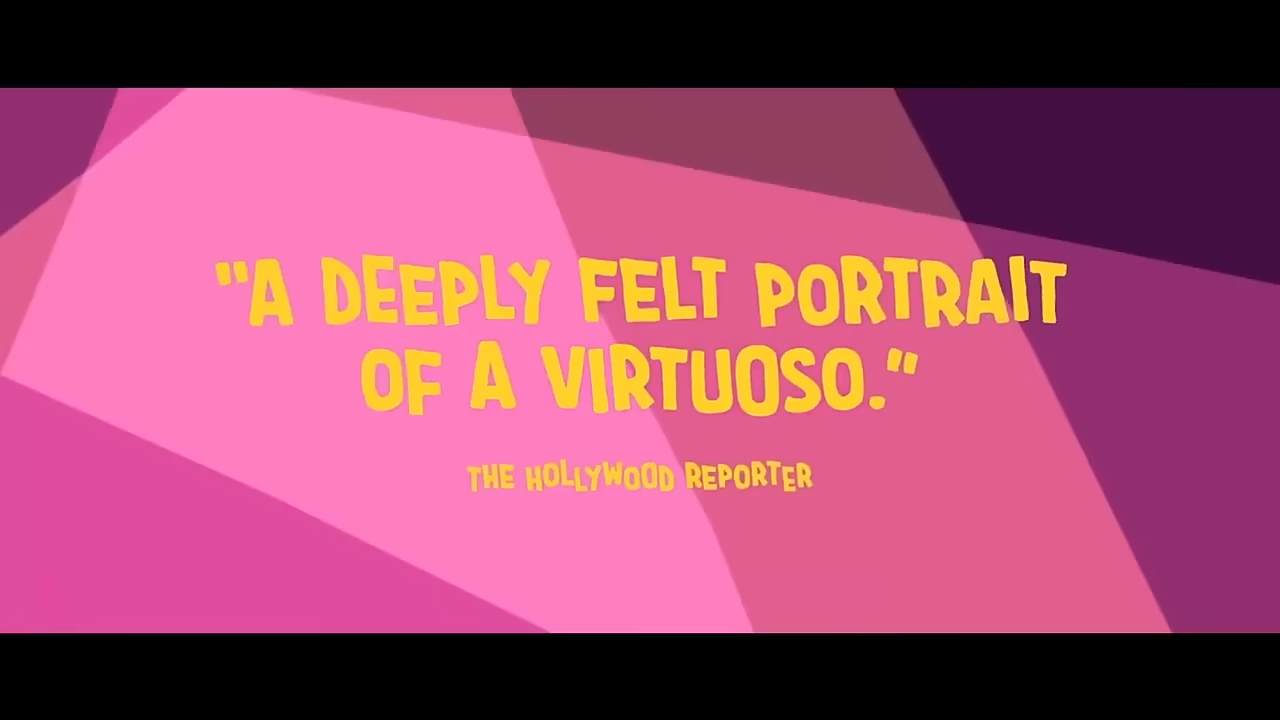 "A DEEPLY FELT PORTRAIT
OF A VIRTUOSO."
THE HOLLYWOOD REPORTER